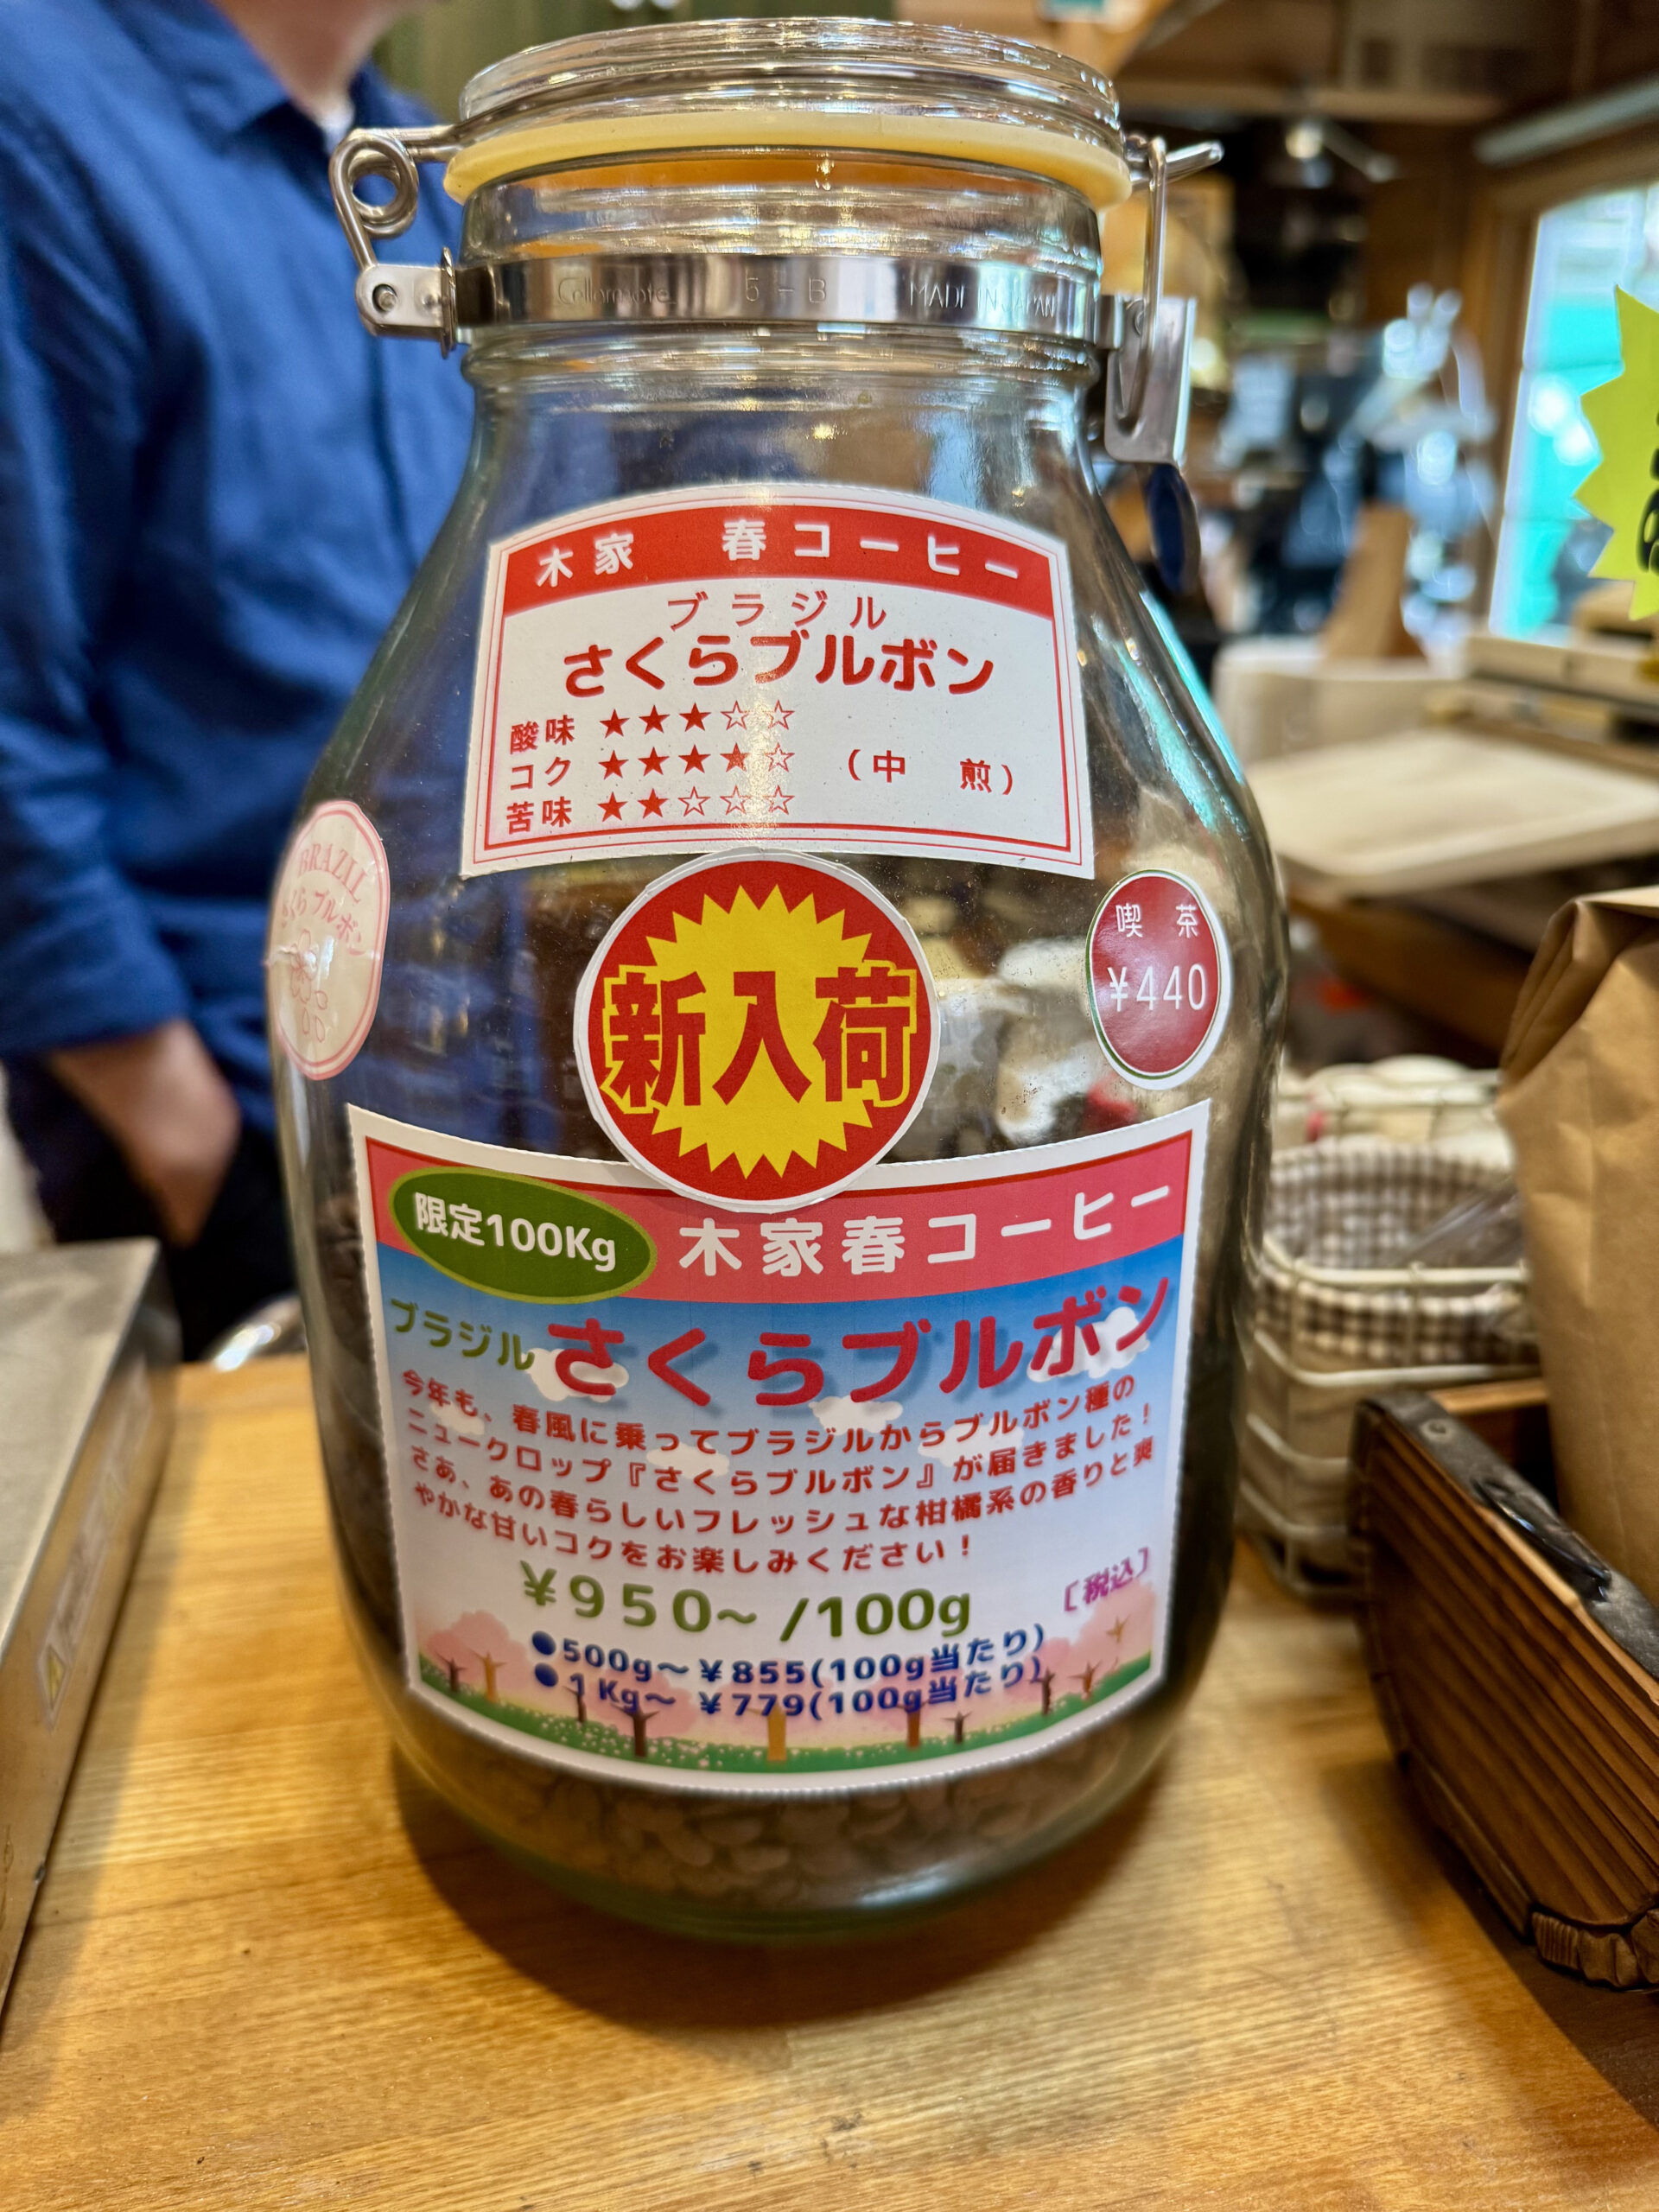 Cellarmate 5-B MADE IN JAPAN
木家 春コーヒー
ブラジル
さくらブルボン
酸味 ★★★☆☆
コク ★★★★☆ (中 煎)
苦味 ★★☆☆☆
BRAZIL
さくらブルボン
新入荷
喫 茶
¥440
限定100Kg
木家春コーヒー
ブラジル さくらブルボン
今年も、春風に乗ってブラジルからブルボン種の
ニュークロップ『さくらブルボン』が届きました!
さあ、あの春らしいフレッシュな柑橘系の香りと爽
やかな甘いコクをお楽しみください!
¥950~ /100g [税込]
●500g~¥855(100g当たり)
●1Kg~ ¥779(100g当たり)